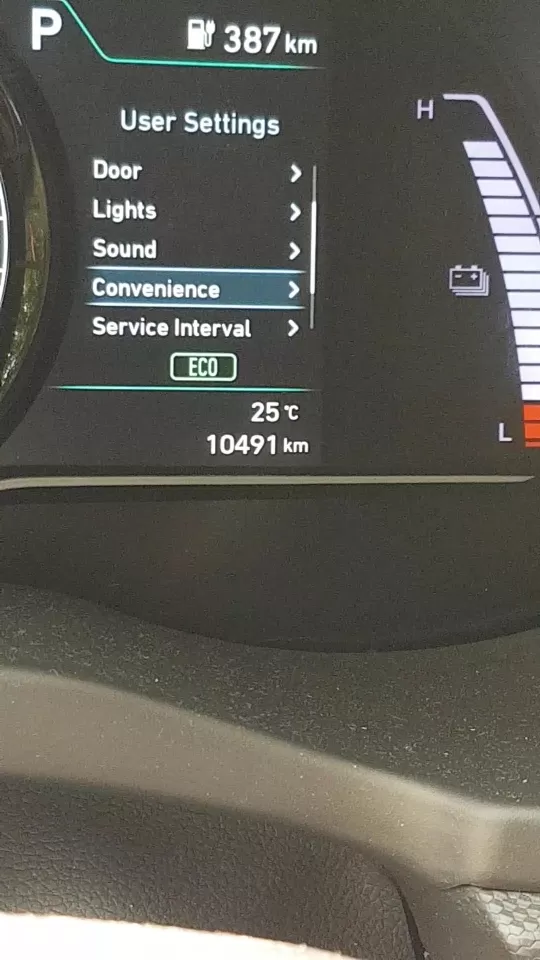 P
387 km
User Settings
H
Door
Lights
Sound
Convenience
Service Interval
ECO
25 °C
L
10491 km